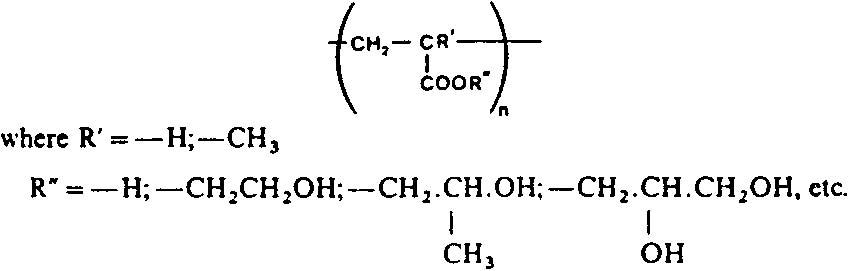 CH₂— CR′
COOR″
n
where R′ = —H;—CH₃
R″ = —H;—CH₂CH₂OH;—CH₂.CH.OH;—CH₂.CH.CH₂OH, etc.
CH₃ OH